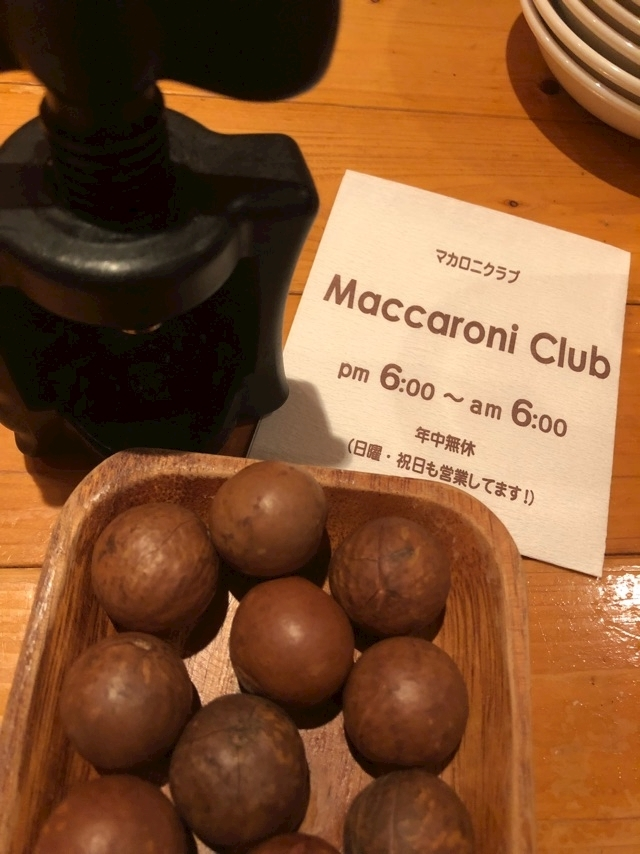 マカロニクラブ
Maccaroni Club
pm 6:00 ～ am 6:00
年中無休
(日曜・祝日も営業してます!)